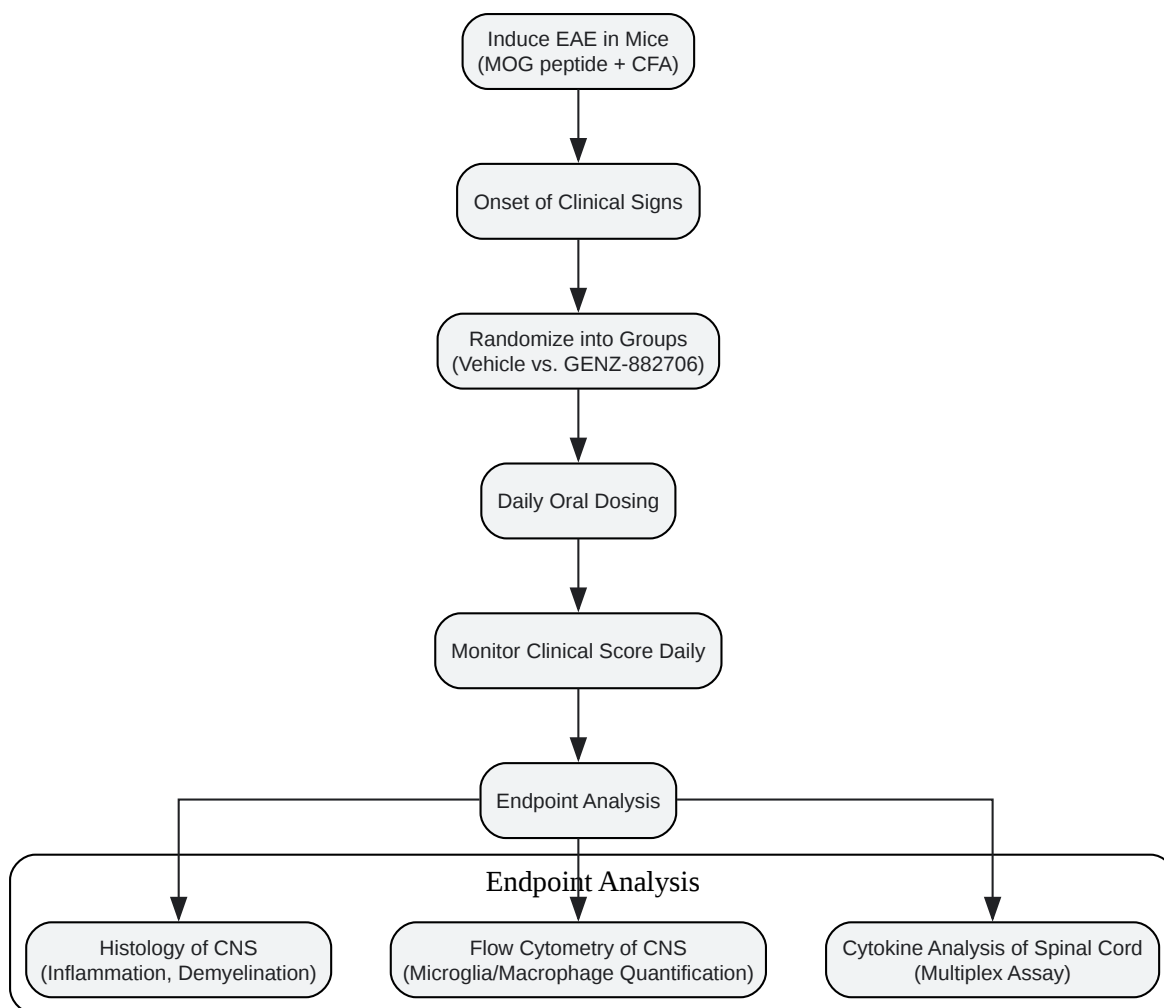 Induce EAE in Mice
(MOG peptide + CFA)
Onset of Clinical Signs
Randomize into Groups
(Vehicle vs. GENZ-882706)
Daily Oral Dosing
Monitor Clinical Score Daily
Endpoint Analysis
Endpoint Analysis
Histology of CNS
(Inflammation, Demyelination)
Flow Cytometry of CNS
(Microglia/Macrophage Quantification)
Cytokine Analysis of Spinal Cord
(Multiplex Assay)